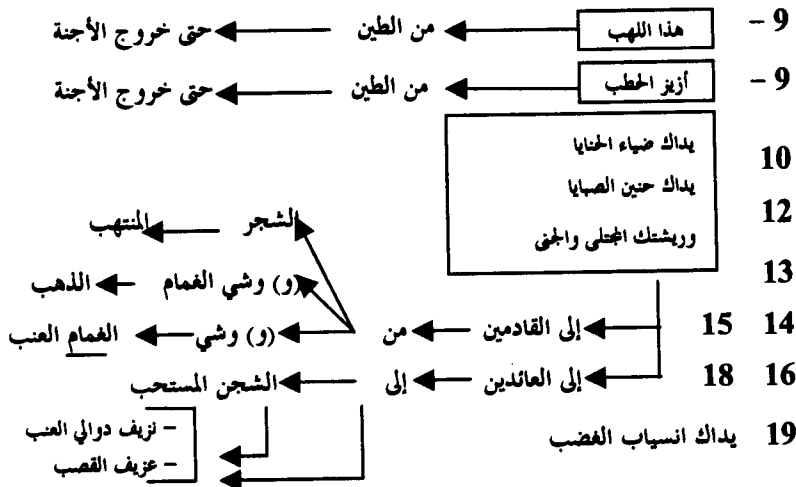 9 – هذا اللهب من الطين حتى خروج الأجنة
9 – أزيز الحطب من الطين حتى خروج الأجنة
10 يداك ضياء الحنايا
12 يداك حنين الصبايا
وريشتك المجتلى والجنى
الشجر المنتهب
13 (و) وشي الغمام الذهب
14 15 إلى القادمين من (و) وشي الغمام العنب
16 18 إلى العائدين إلى الشجن المستحب
– نزيف دوالي العنب
19 يداك انسياب الغضب
– عزيف القصب